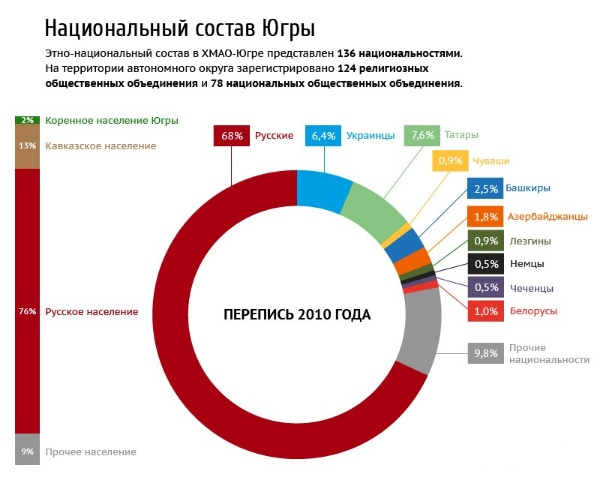 Национальный состав Югры
Этно-национальный состав в ХМАО-Югре представлен 136 национальностями.
На территории автономного округа зарегистрировано 124 религиозных
общественных объединения и 78 национальных общественных объединения.
2% Коренное население Югры
13% Кавказское население
76% Русское население
9% Прочее население
68% Русские
6,4% Украинцы
7,6% Татары
0,9% Чуваши
2,5% Башкиры
1,8% Азербайджанцы
0,9% Лезгины
0,5% Немцы
0,5% Чеченцы
1,0% Белорусы
9,8% Прочие
национальности
ПЕРЕПИСЬ 2010 ГОДА